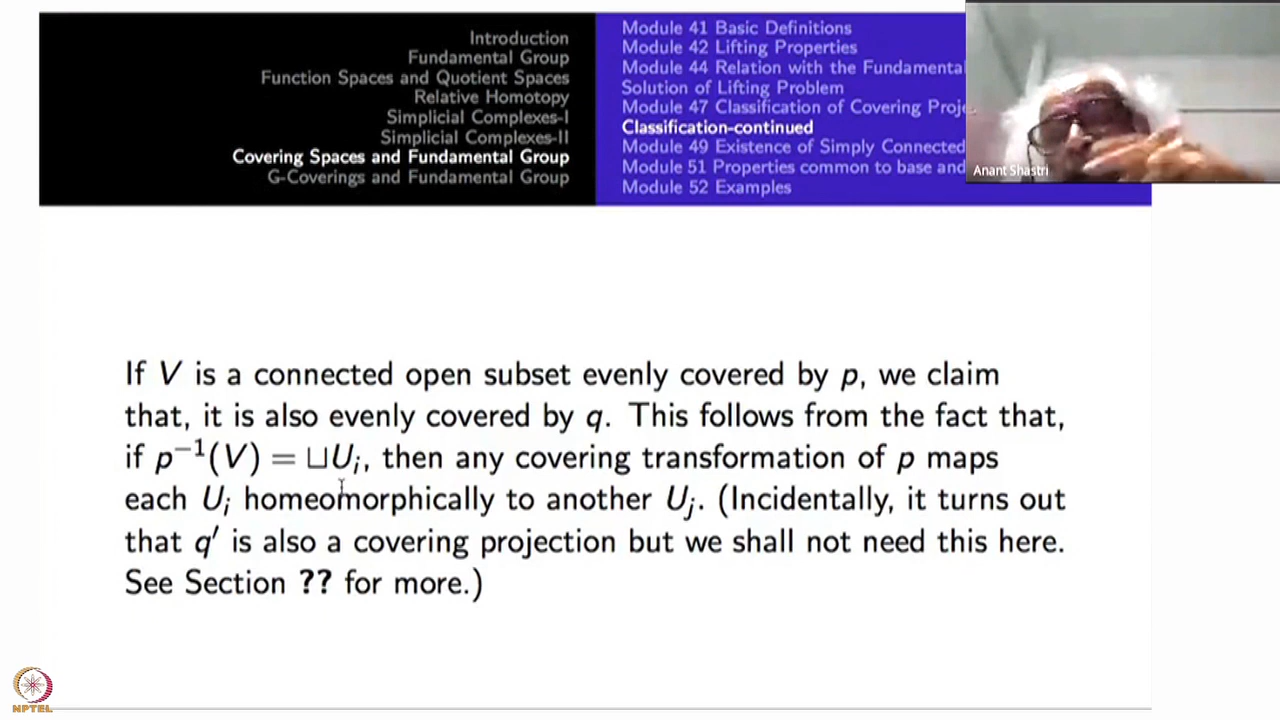 Introduction
Fundamental Group
Function Spaces and Quotient Spaces
Relative Homotopy
Simplicial Complexes-I
Simplicial Complexes-II
Covering Spaces and Fundamental Group
G-Coverings and Fundamental Group
Module 41 Basic Definitions
Module 42 Lifting Properties
Module 44 Relation with the Fundamental
Solution of Lifting Problem
Module 47 Classification of Covering Proje
Classification-continued
Module 49 Existence of Simply Connected
Module 51 Properties common to base and
Module 52 Examples
Anant Shastri
If V is a connected open subset evenly covered by p, we claim
that, it is also evenly covered by q. This follows from the fact that,
if p⁻¹(V) = ⊔Uᵢ, then any covering transformation of p maps
each Uᵢ homeomorphically to another Uⱼ. (Incidentally, it turns out
that q′ is also a covering projection but we shall not need this here.
See Section ?? for more.)
NPTEL